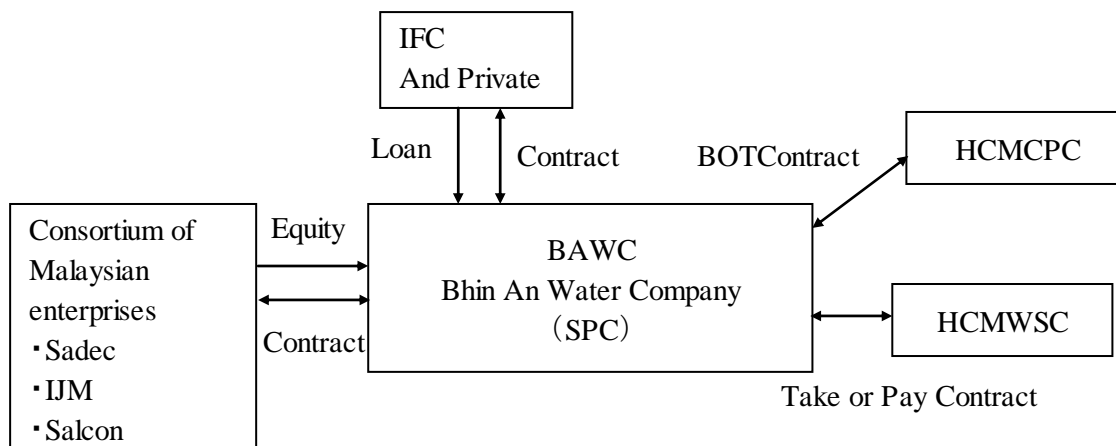 IFC
And Private
Loan
Contract
BOTContract
HCMCPC
Consortium of
Malaysian
enterprises
・Sadec
・IJM
・Salcon
Equity
Contract
BAWC
Bhin An Water Company
（SPC）
HCMWSC
Take or Pay Contract